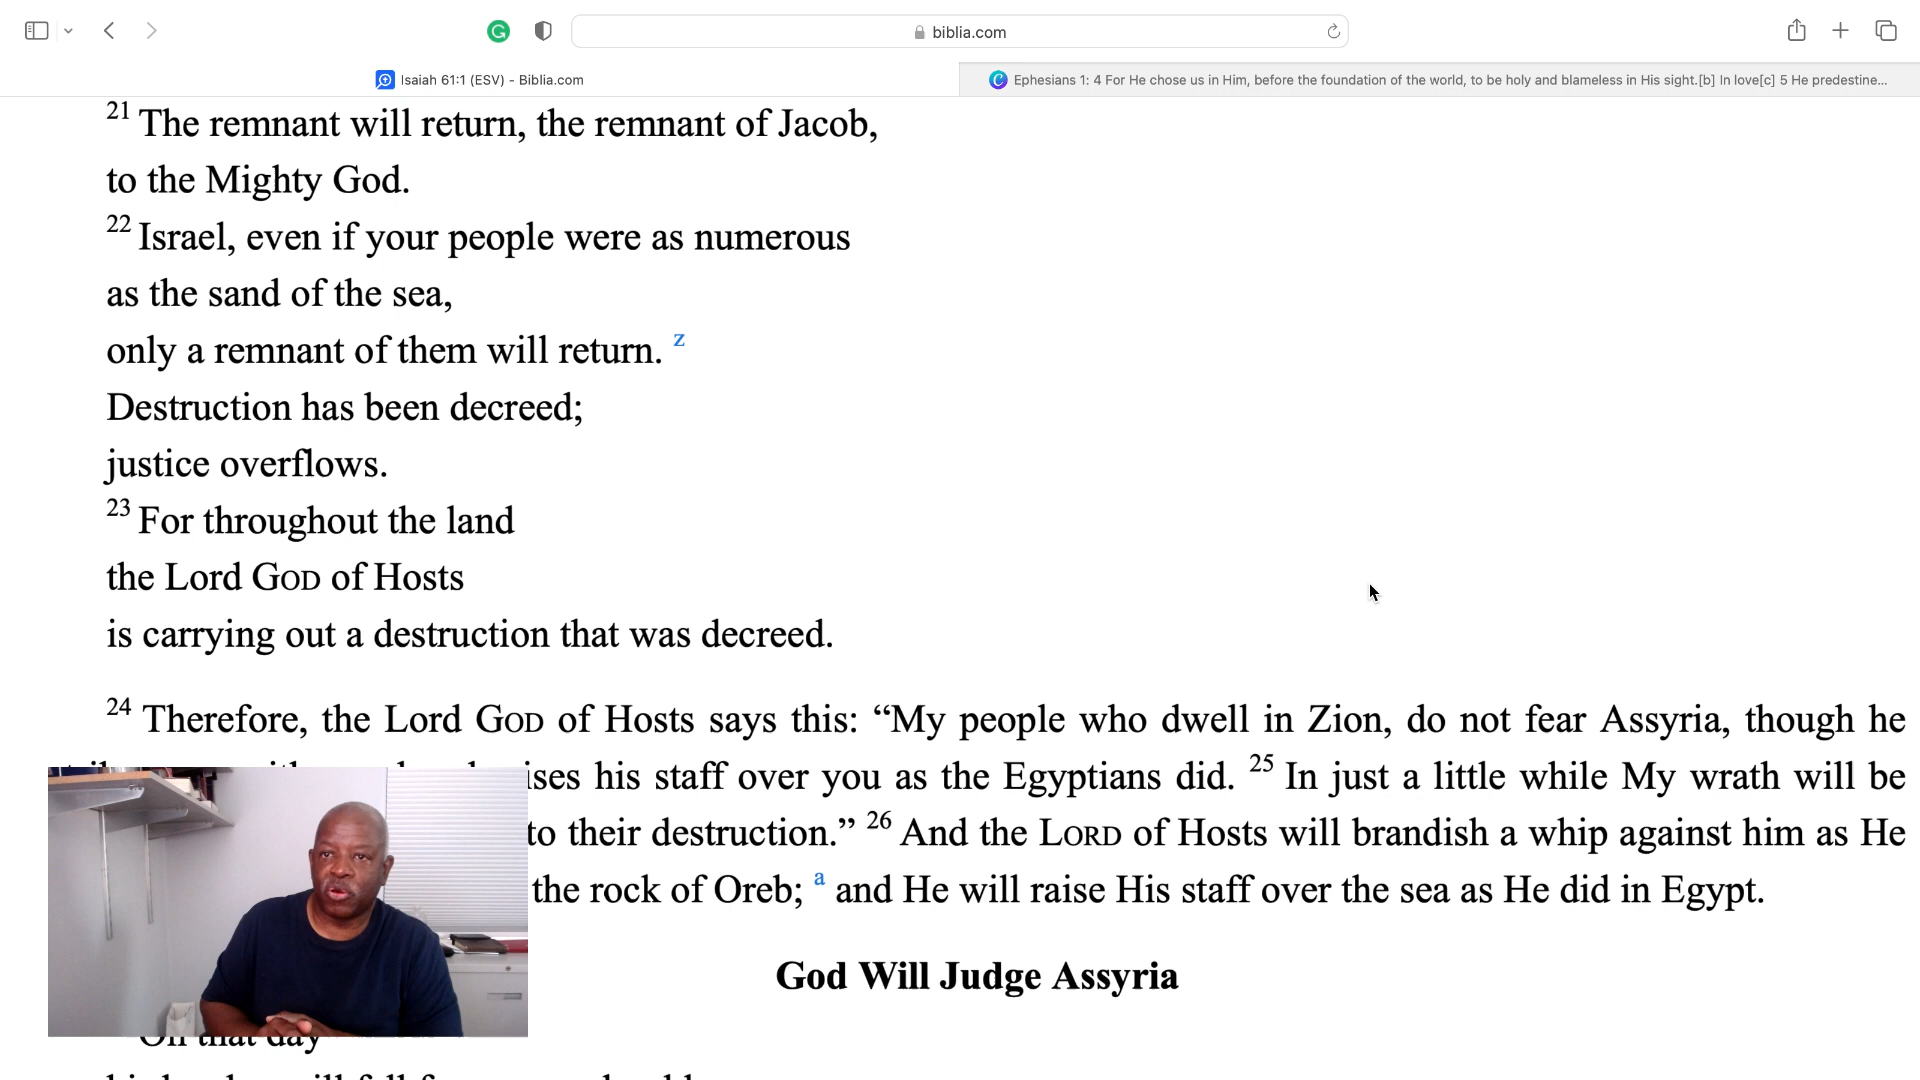 biblia.com
Isaiah 61:1 (ESV) - Biblia.com
Ephesians 1: 4 For He chose us in Him, before the foundation of the world, to be holy and blameless in His sight.[b] In love[c] 5 He predestine...
21 The remnant will return, the remnant of Jacob,
to the Mighty God.
22 Israel, even if your people were as numerous
as the sand of the sea,
only a remnant of them will return. z
Destruction has been decreed;
justice overflows.
23 For throughout the land
the Lord GOD of Hosts
is carrying out a destruction that was decreed.
24 Therefore, the Lord GOD of Hosts says this: “My people who dwell in Zion, do not fear Assyria, though he
his staff over you as the Egyptians did. 25 In just a little while My wrath will be
to their destruction.” 26 And the LORD of Hosts will brandish a whip against him as He
the rock of Oreb; a and He will raise His staff over the sea as He did in Egypt.
God Will Judge Assyria
On that day